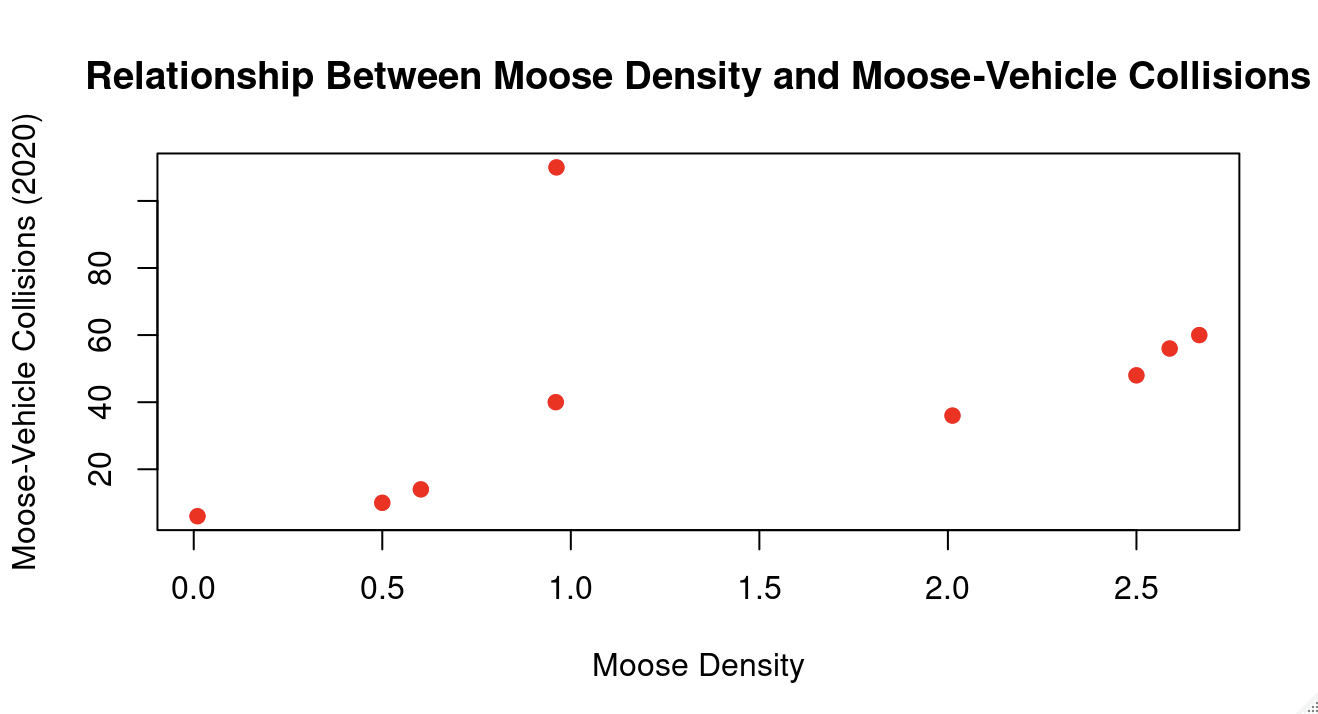 Relationship Between Moose Density and Moose-Vehicle Collisions
Moose-Vehicle Collisions (2020)
80
60
40
20
0.0 0.5 1.0 1.5 2.0 2.5
Moose Density